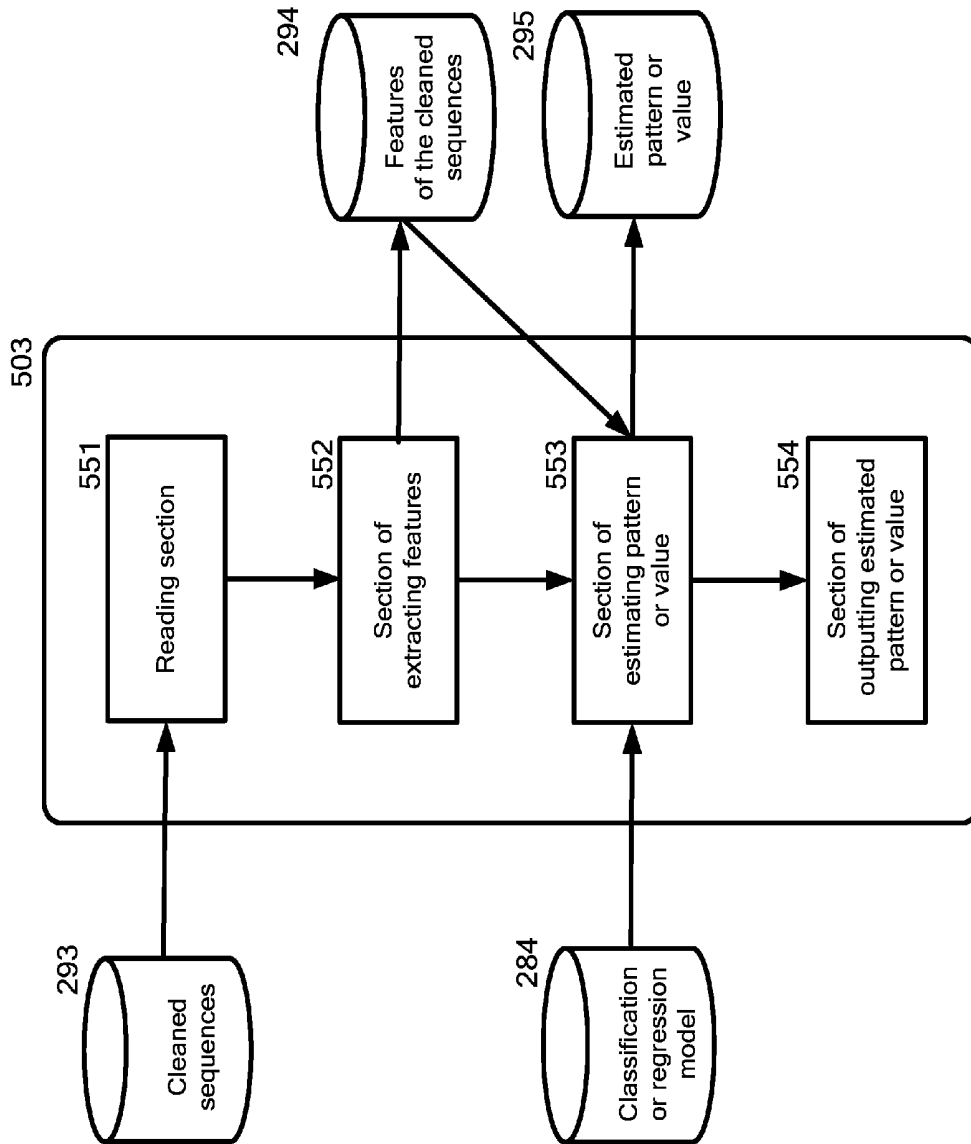 503
293
Cleaned
sequences
551
Reading section
552
Section of
extracting features
294
Features
of the cleaned
sequences
284
Classification
or regression
model
553
Section of
estimating pattern
or value
295
Estimated
pattern or
value
554
Section of
outputting estimated
pattern or value